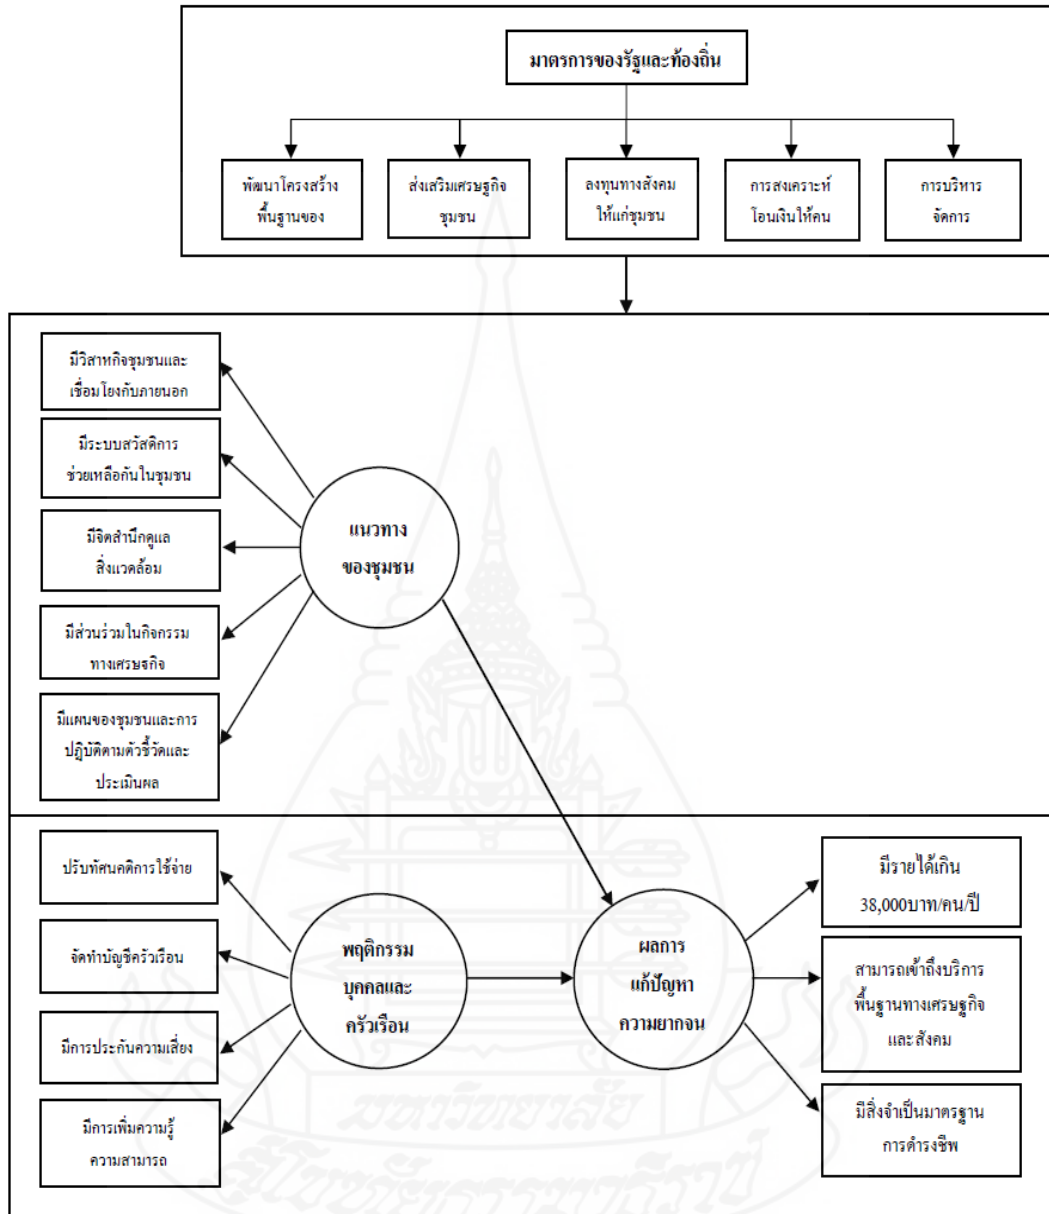 มาตรการของรัฐและท้องถิ่น
พัฒนาโครงสร้าง
พื้นฐานของ
ส่งเสริมเศรษฐกิจ
ชุมชน
ลงทุนทางสังคม
ให้แก่ชุมชน
การสงเคราะห์
โอนเงินให้คน
การบริหาร
จัดการ
มีวิสาหกิจชุมชนและ
เชื่อมโยงกับภายนอก
มีระบบสวัสดิการ
ช่วยเหลือกันในชุมชน
มีจิตสำนึกดูแล
สิ่งแวดล้อม
มีส่วนร่วมในกิจกรรม
ทางเศรษฐกิจ
มีแผนของชุมชนและการ
ปฏิบัติตามตัวชี้วัดและ
ประเมินผล
แนวทาง
ของชุมชน
ปรับทัศนคติการใช้จ่าย
จัดทำบัญชีครัวเรือน
มีการประกันความเสี่ยง
มีการเพิ่มความรู้
ความสามารถ
พฤติกรรม
บุคคลและ
ครัวเรือน
ผลการ
แก้ปัญหา
ความยากจน
มีรายได้เกิน
38,000บาท/คน/ปี
สามารถเข้าถึงบริการ
พื้นฐานทางเศรษฐกิจ
และสังคม
มีสิ่งจำเป็นมาตรฐาน
การดำรงชีพ
มหาวิทยาลัย
สุโขทัยธรรมาธิราช